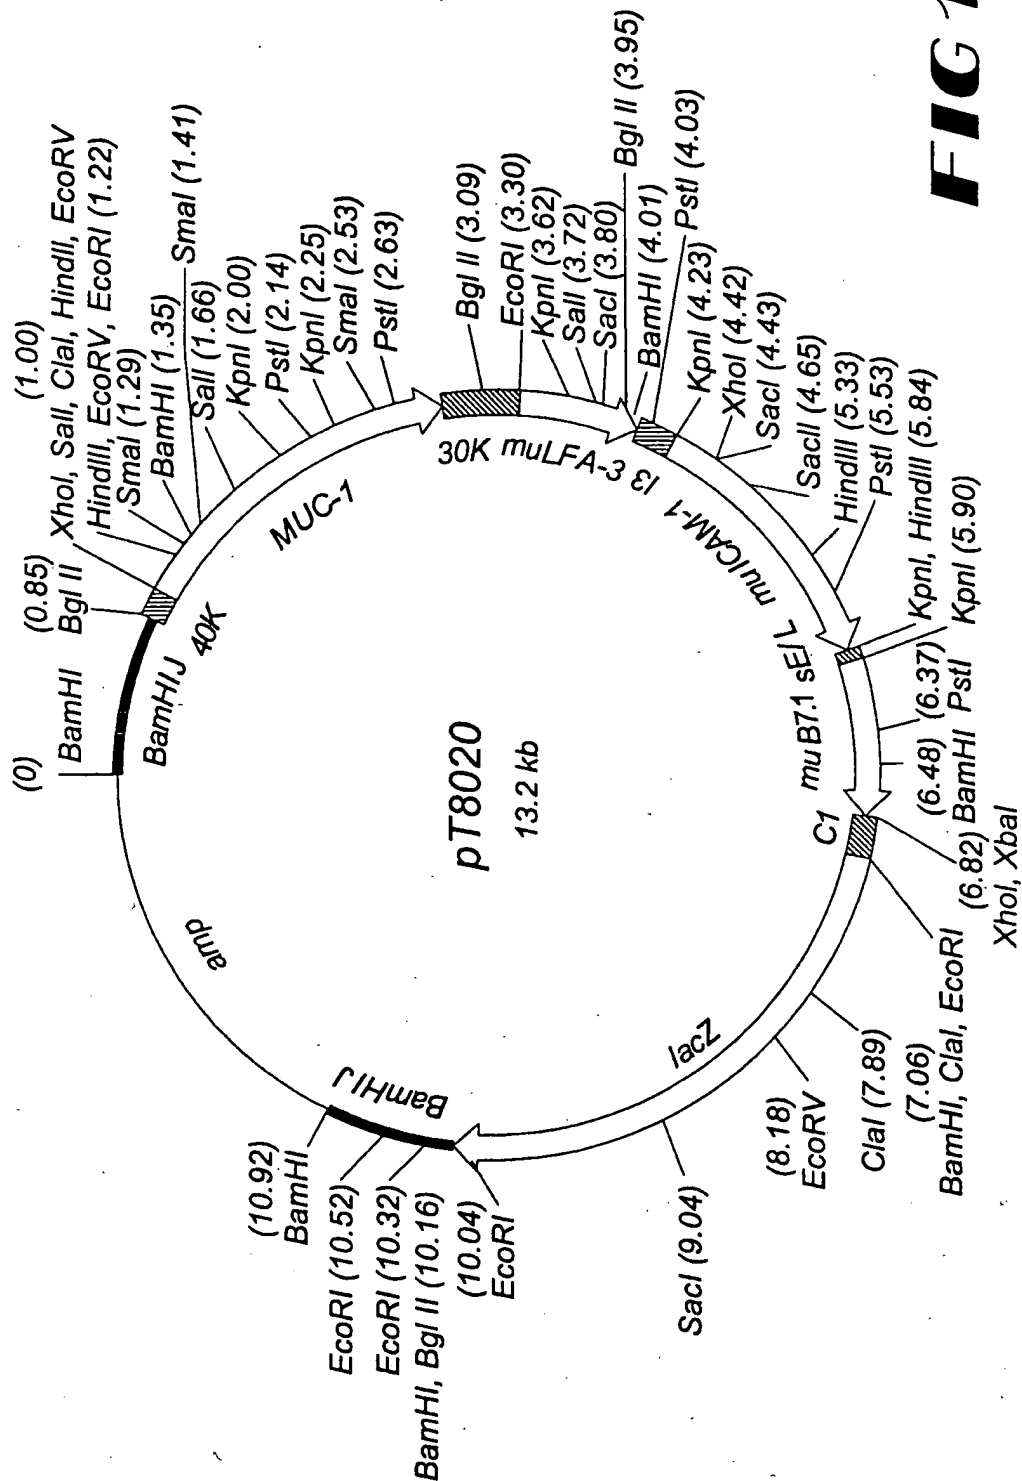 (0)
BamHI
(0.85)
Bgl II
(1.00)
XhoI, SalI, ClaI, HindII, EcoRV
HindIII, EcoRV, EcoRI (1.22)
SmaI (1.29)
BamHI (1.35)
SmaI (1.41)
SalI (1.66)
KpnI (2.00)
PstI (2.14)
KpnI (2.25)
SmaI (2.53)
PstI (2.63)
Bgl II (3.09)
EcoRI (3.30)
KpnI (3.62)
SalI (3.72)
SacI (3.80)
Bgl II (3.95)
BamHI (4.01)
PstI (4.03)
KpnI (4.23)
XhoI (4.42)
SacI (4.43)
SacII (4.65)
HindIII (5.33)
PstI (5.53)
KpnI, HindIII (5.84)
KpnI (5.90)
(6.37)
PstI
(6.48)
BamHI
(6.82)
XhoI, XbaI
(7.06)
BamHI, ClaI, EcoRI
ClaI (7.89)
(8.18)
EcoRV
SacI (9.04)
(10.04)
EcoRI
BamHI, Bgl II (10.16)
EcoRI (10.32)
EcoRI (10.52)
(10.92)
BamHI
BamHI J
40K
MUC-1
30K
muLFA-3
I3
muICAM-1
sE/L
mu B7.1
C1
lacZ
BamHI J
amp
pT8020
13.2 kb
FIG